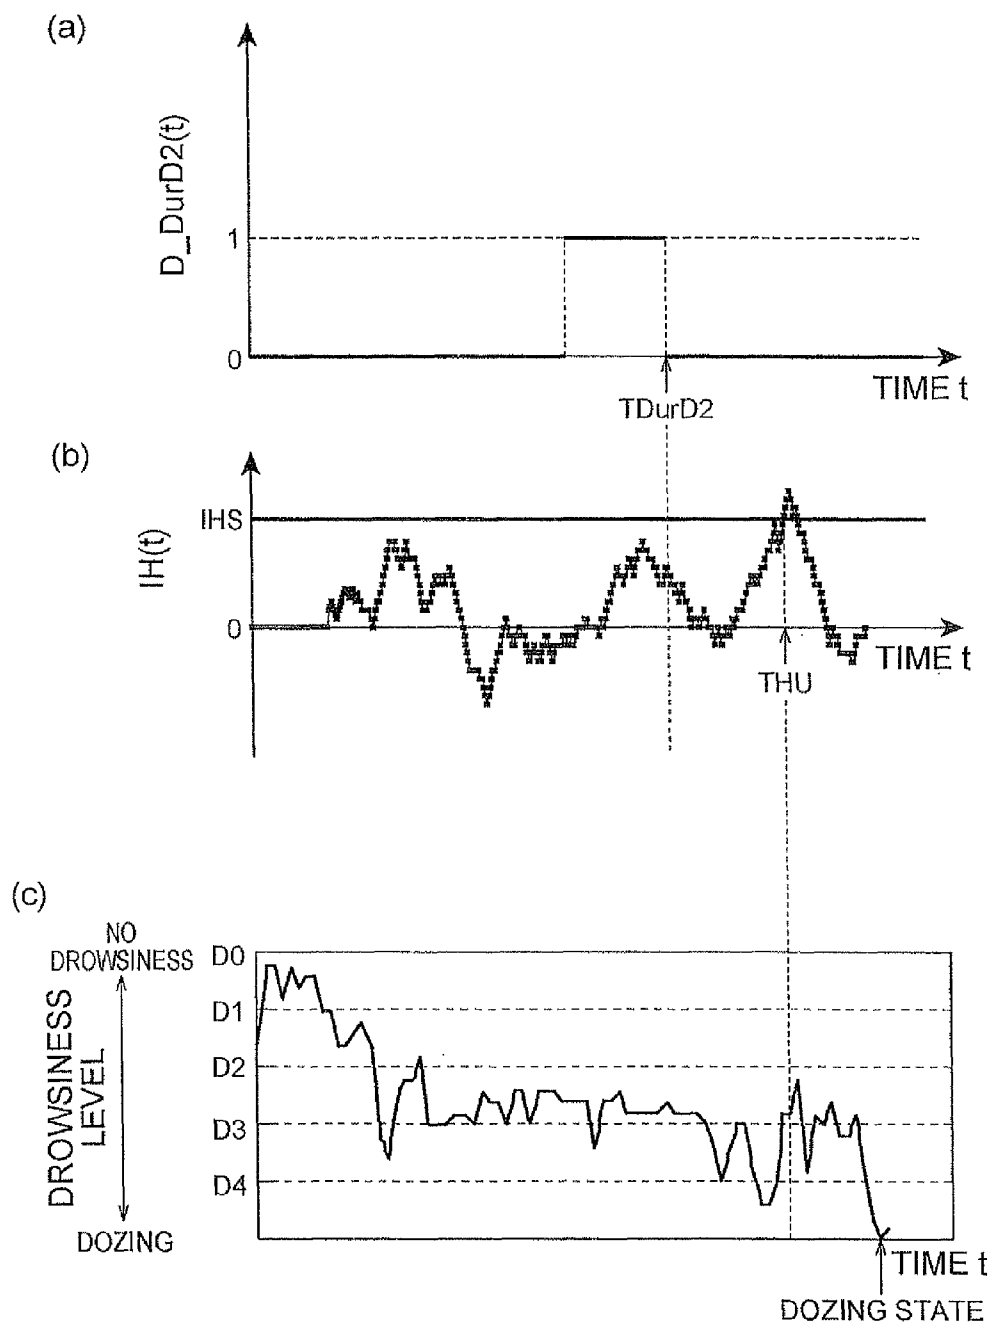 (a)
D_DurD2(t)
1
0
TIME t
TDurD2
(b)
IH(t)
IHS
0
TIME t
THU
(c)
NO
DROWSINESS
DROWSINESS
LEVEL
DOZING
D0
D1
D2
D3
D4
TIME t
DOZING STATE